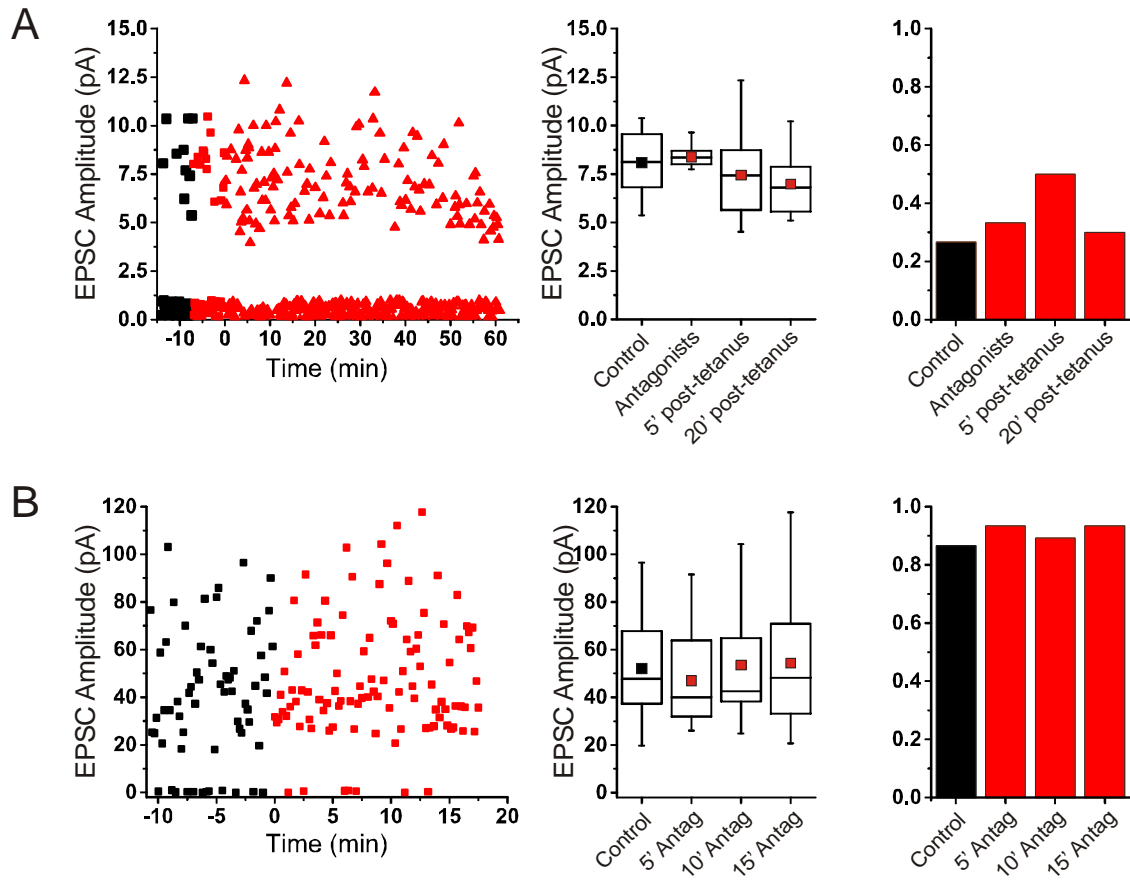 A
EPSC Amplitude (pA)
15.0
12.5
10.0
7.5
5.0
2.5
0.0
-10 0 10 20 30 40 50 60
Time (min)
EPSC Amplitude (pA)
15.0
12.5
10.0
7.5
5.0
2.5
0.0
Control
Antagonists
5’ post-tetanus
20’ post-tetanus
1.0
0.8
0.6
0.4
0.2
0.0
Control
Antagonists
5’ post-tetanus
20’ post-tetanus
B
EPSC Amplitude (pA)
120
100
80
60
40
20
0
-10 -5 0 5 10 15 20
Time (min)
EPSC Amplitude (pA)
120
100
80
60
40
20
0
Control
5’ Antag
10’ Antag
15’ Antag
1.0
0.8
0.6
0.4
0.2
0.0
Control
5’ Antag
10’ Antag
15’ Antag